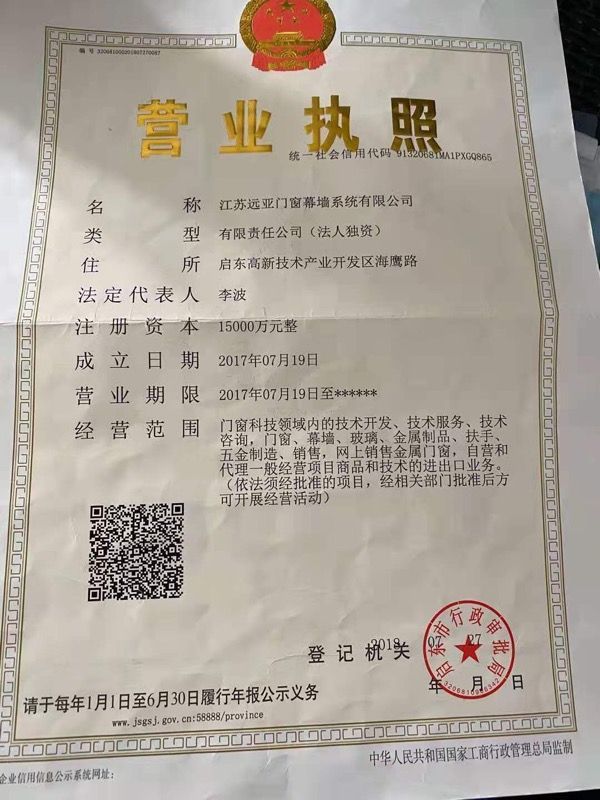 编 号 320681000201807270087
营业执照
统一社会信用代码 91320681MA1PXGQ865
名 称 江苏远亚门窗幕墙系统有限公司
类 型 有限责任公司（法人独资）
住 所 启东高新技术产业开发区海鹰路
法定代表人 李波
注册资本 15000万元整
成立日期 2017年07月19日
营业期限 2017年07月19日至******
经营范围 门窗科技领域内的技术开发、技术服务、技术
咨询，门窗、幕墙、玻璃、金属制品、扶手、
五金制造、销售，网上销售金属门窗，自营和
代理一般经营项目商品和技术的进出口业务。
（依法须经批准的项目，经相关部门批准后方
可开展经营活动）
登记机关
2018 07 27
年 月 日
启东市行政审批局
请于每年1月1日至6月30日履行年报公示义务
www.jsgsj.gov.cn:58888/province
中华人民共和国国家工商行政管理总局监制
企业信用信息公示系统网址：